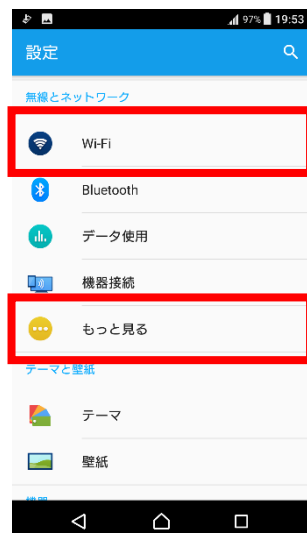 97% 19:53
設定
無線とネットワーク
Wi-Fi
Bluetooth
データ使用
機器接続
もっと見る
テーマと壁紙
テーマ
壁紙